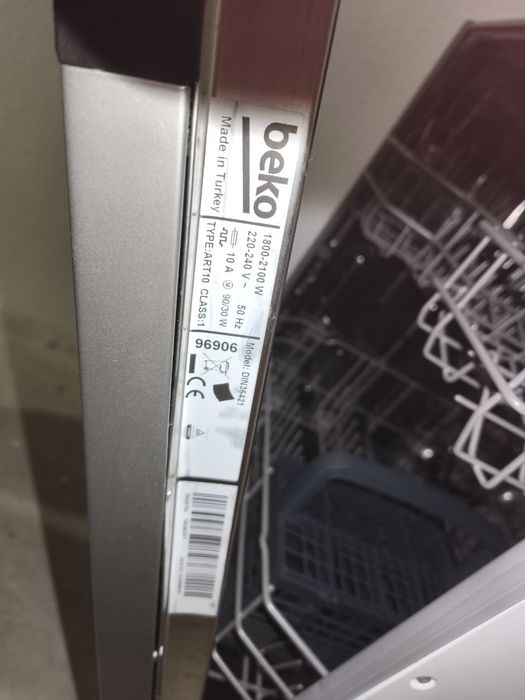 beko
Made in Turkey
1800-2100 W
220-240 V ~ 50 Hz
10 A M 90/30 W
TYPE:ART10 CLASS:1
Model: DIN36421
96906
CE